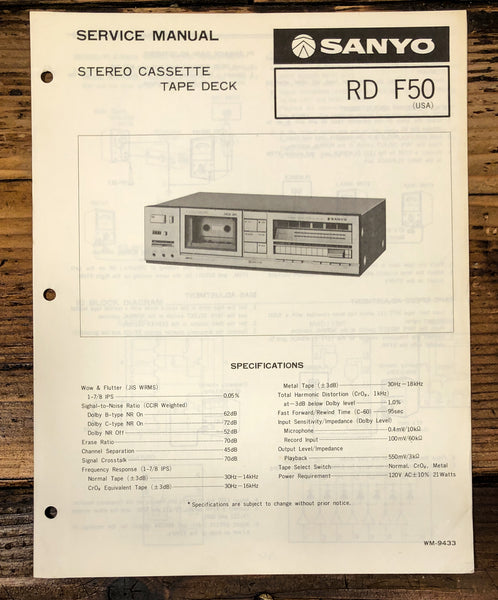 SERVICE MANUAL
STEREO CASSETTE
TAPE DECK
SANYO
RD F50
(USA)
SANYO
SPECIFICATIONS
Wow & Flutter (JIS WRMS)
1-7/8 IPS 0.05%
Signal-to-Noise Ratio (CCIR Weighted)
Dolby B-type NR On 62dB
Dolby C-type NR On 72dB
Dolby NR Off 52dB
Erase Ratio 70dB
Channel Separation 45dB
Signal Crosstalk 70dB
Frequency Response (1-7/8 IPS)
Normal Tape (±3dB) 30Hz-14kHz
CrO₂ Equivalent Tape (±3dB) 30Hz-16kHz
Metal Tape (±3dB) 30Hz-18kHz
Total Harmonic Distortion (CrO₂, 1kHz)
at-3dB below Dolby level 1.0%
Fast Forward/Rewind Time (C-60) 95sec
Input Sensitivity/Impedance (Dolby Level)
Microphone 0.4mV/10kΩ
Record Input 100mV/60kΩ
Output Level/Impedance
Playback 550mV/3kΩ
Tape Select Switch Normal, CrO₂, Metal
Power Requirement 120V AC±10% 21Watts
*Specifications are subject to change without prior notice.
WM-9433